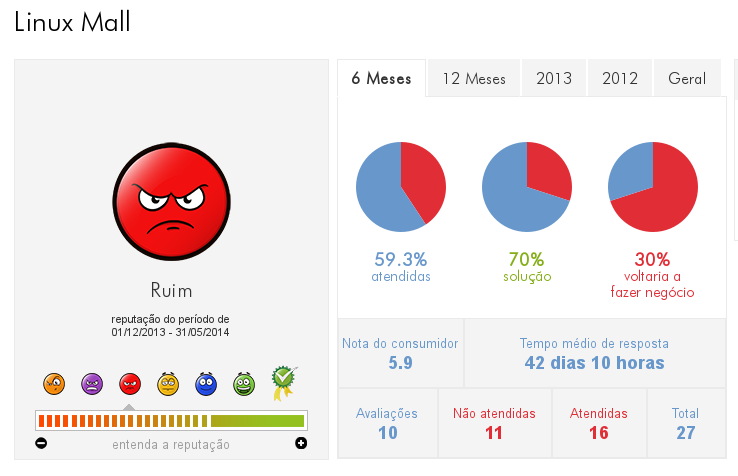 Linux Mall
Ruim
reputação do período de
01/12/2013 - 31/05/2014
entenda a reputação
6 Meses
12 Meses
2013
2012
Geral
59.3%
atendidas
70%
solução
30%
voltaria a
fazer negócio
Nota do consumidor
5.9
Tempo médio de resposta
42 dias 10 horas
Avaliações
10
Não atendidas
11
Atendidas
16
Total
27